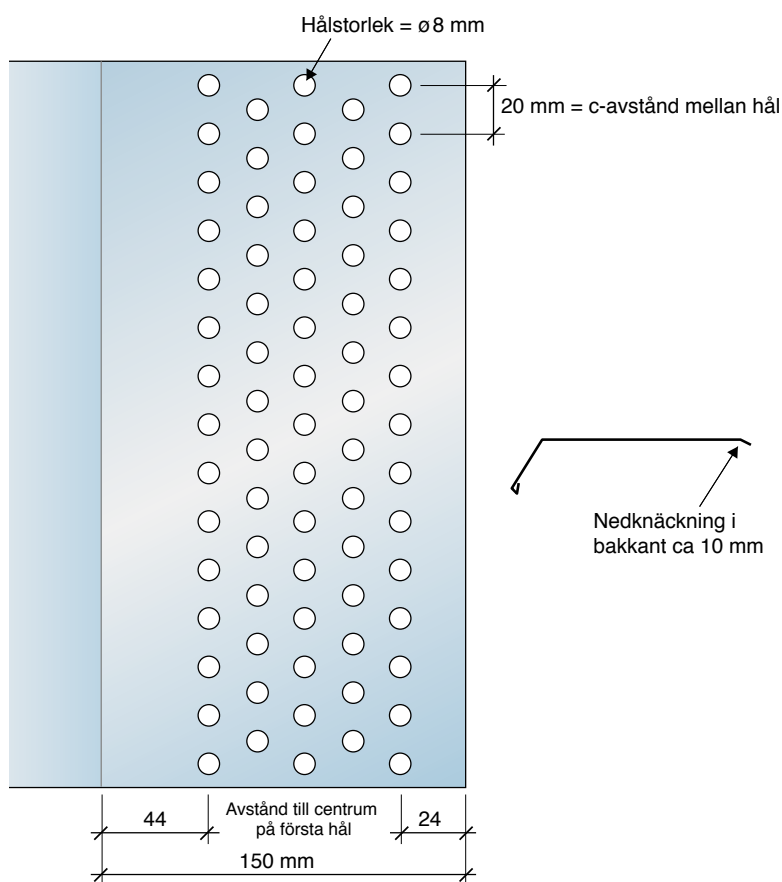 Hålstorlek = ø 8 mm
20 mm = c-avstånd mellan hål
Nedknäckning i
bakkant ca 10 mm
44
Avstånd till centrum
på första hål
24
150 mm